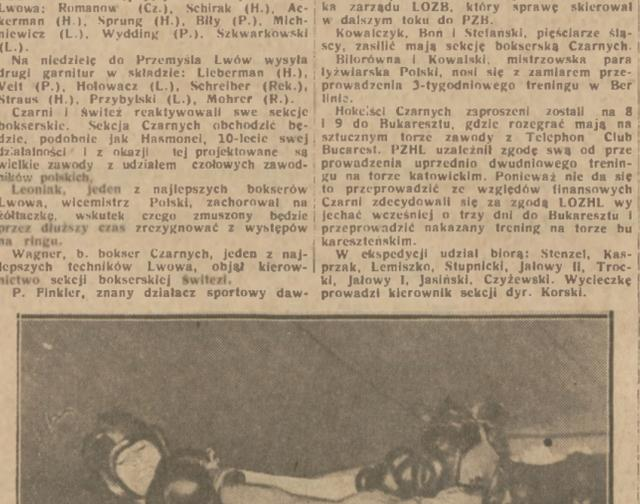 Lwowa: Romanow (Cz.), Schirak (H.), Ac-
kerman (H.), Sprung (H.), Biły (P.), Mich-
niewicz (L.), Wydding (P.), Szkwarkowski
(L.).
Na niedzielę do Przemyśla Lwów wysyła
drugi garnitur w składzie: Lieberman (H.),
Veit (P.), Hołowacz (L.), Schreiber (Rek.),
Straus (H.), Przybylski (L.), Mohrer (R.).
Czarni i Świteź reaktywowali swe sekcje
bokserskie. Sekcja Czarnych obchodzić bę-
dzie, podobnie jak Hasmonei, 10-lecie swej
działalności i z okazji tej projektowane są
wielkie zawody z udziałem czołowych zawod-
ników polskich.
Leoniak, jeden z najlepszych bokserów
Lwowa, wicemistrz Polski, zachorował na
żółtaczkę, wskutek czego zmuszony będzie
przez dłuższy czas zrezygnować z występów
na ringu.
Wagner, b. bokser Czarnych, jeden z naj-
lepszych techników Lwowa, objął kierow-
nictwo sekcji bokserskiej Świtezi.
P. Finkler, znany działacz sportowy daw-
ka zarządu LOZB, który sprawę skierował
w dalszym toku do PZB.
Kowalczyk, Bon i Stefański, pięściarze ślą-
scy, zasilić mają sekcję bokserską Czarnych.
Bilorówna i Kowalski, mistrzowska para
łyżwiarska Polski, nosi się z zamiarem prze-
prowadzenia 3-tygodniowego treningu w Ber
linie.
Hokeiści Czarnych zaproszeni zostali na 8
i 9 do Bukaresztu, gdzie rozegrać mają na
sztucznym torze zawody z Telephon Club
Bucarest. PZHL uzależnił zgodę swą od prze
prowadzenia uprzednio dwudniowego trenin-
gu na torze katowickim. Ponieważ nie da się
to przeprowadzić ze względów finansowych
Czarni zdecydowali się za zgodą LOZHL wy
jechać wcześniej o trzy dni do Bukaresztu i
przeprowadzić nakazany trening na torze bu
kareszteńskim.
W ekspedycji udział biorą: Stenzel, Kas-
przak, Lemiszko, Stupnicki, Jałowy II, Troc-
ki, Jałowy I, Jasiński, Czyżewski. Wycieczkę
prowadzi kierownik sekcji dyr. Korski.